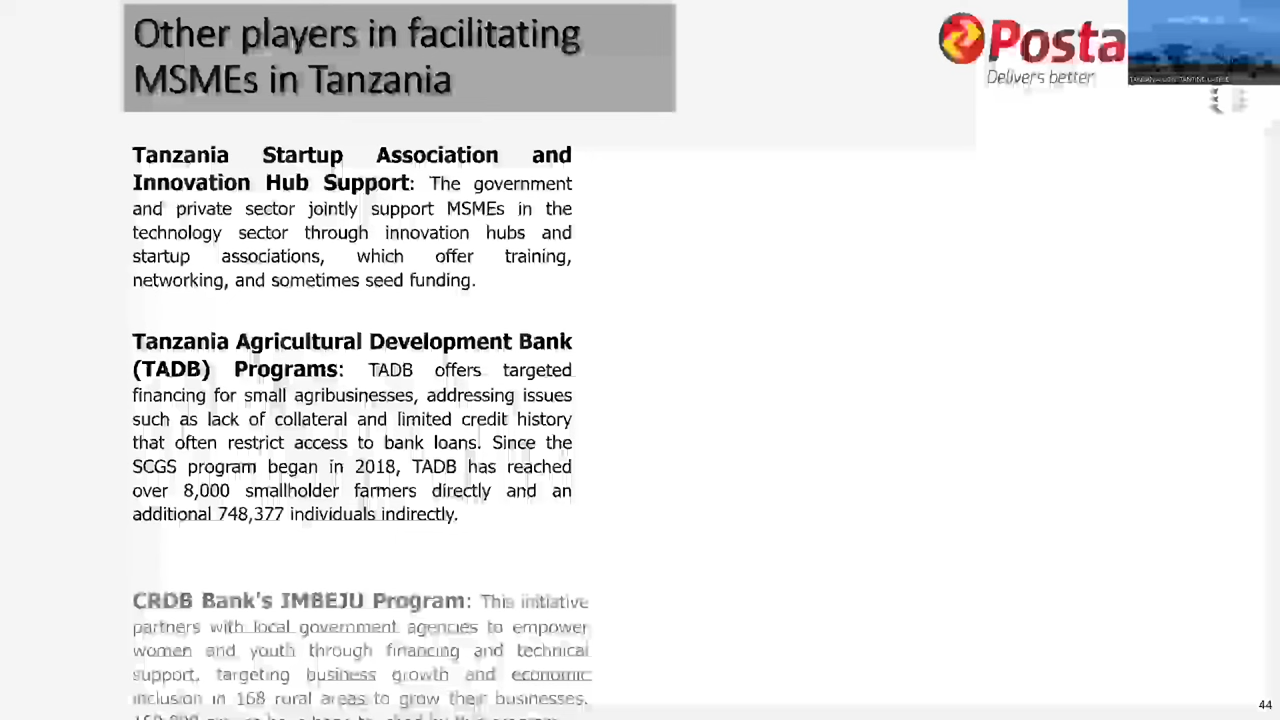 Other players in facilitating
MSMEs in Tanzania
Posta
Delivers better
Tanzania Startup Association and
Innovation Hub Support: The government
and private sector jointly support MSMEs in the
technology sector through innovation hubs and
startup associations, which offer training,
networking, and sometimes seed funding.
Tanzania Agricultural Development Bank
(TADB) Programs: TADB offers targeted
financing for small agribusinesses, addressing issues
such as lack of collateral and limited credit history
that often restrict access to bank loans. Since the
SCGS program began in 2018, TADB has reached
over 8,000 smallholder farmers directly and an
additional 748,377 individuals indirectly.
CRDB Bank's IMBEJU Program: This initiative
partners with local government agencies to empower
women and youth through financing and technical
support, targeting business growth and economic
inclusion in 168 rural areas to grow their businesses.
44